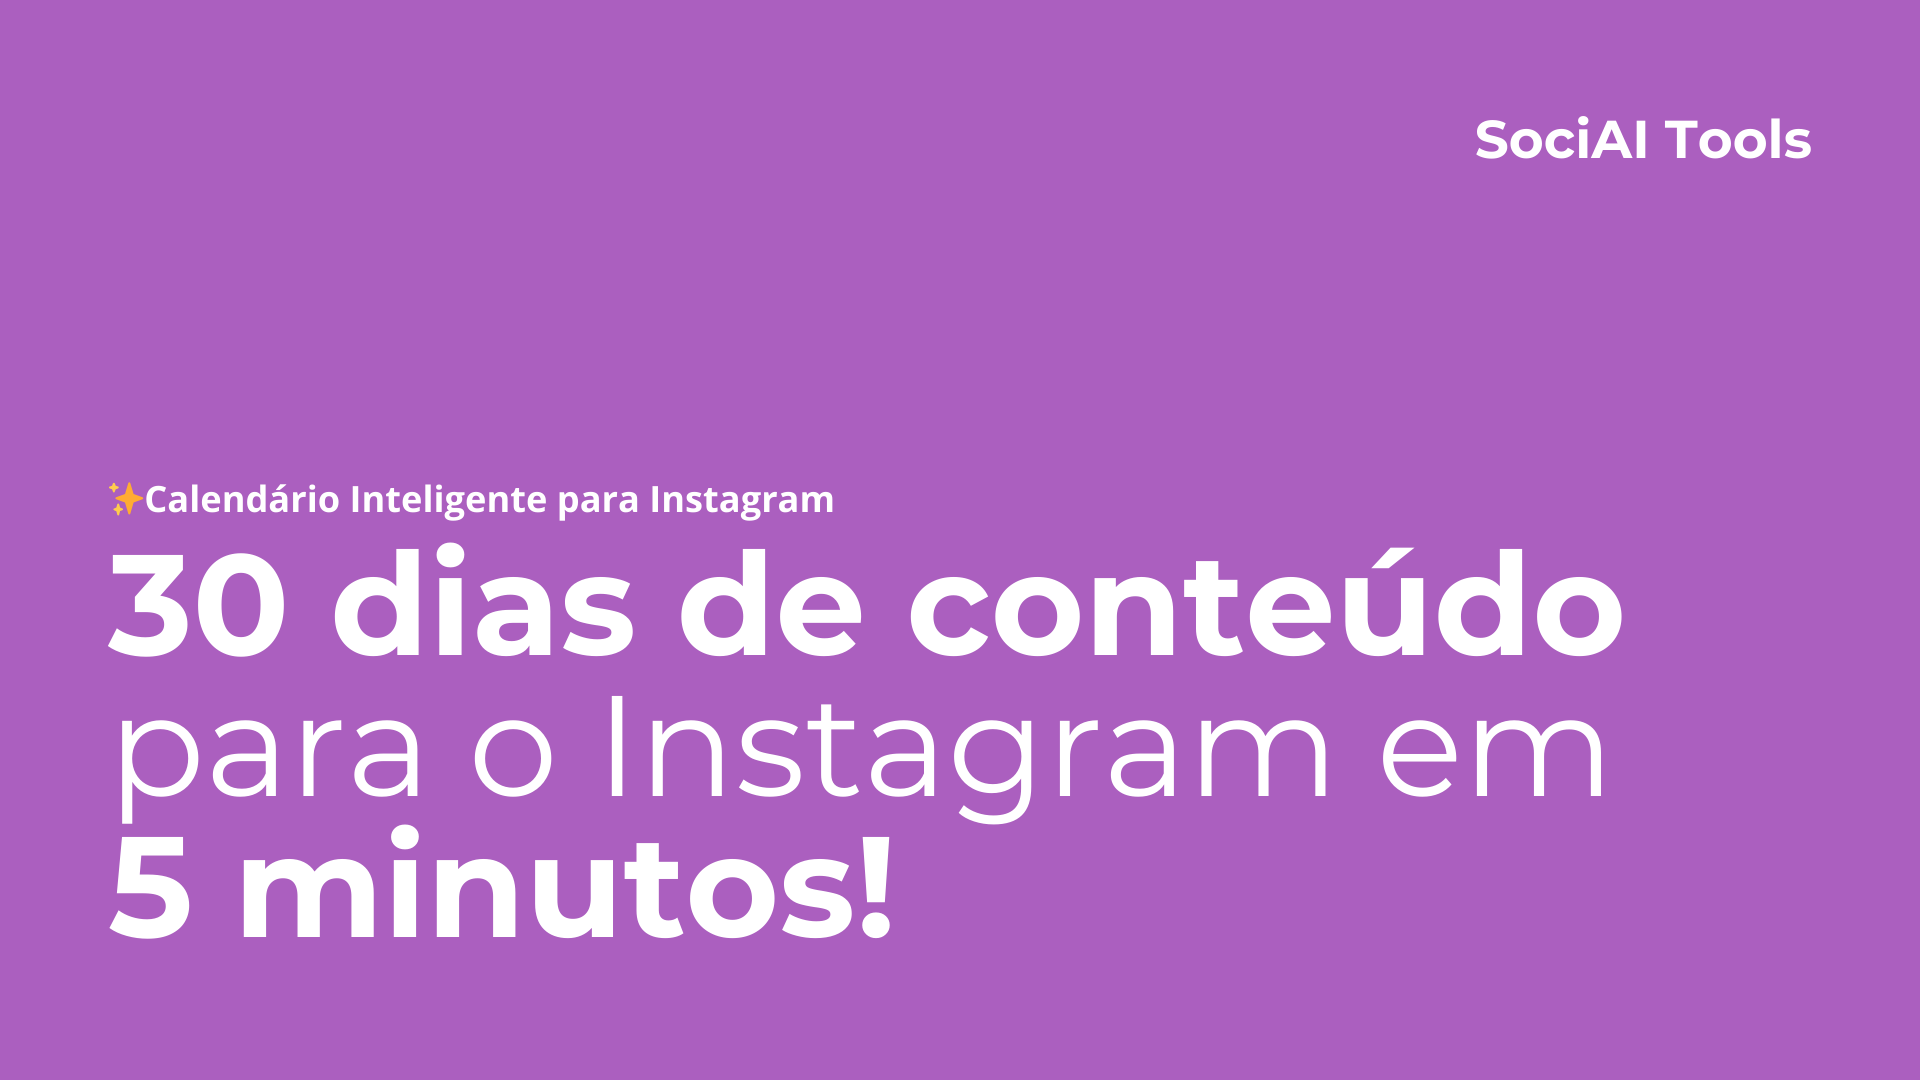 SociAI Tools
✨Calendário Inteligente para Instagram
30 dias de conteúdo
para o Instagram em
5 minutos!